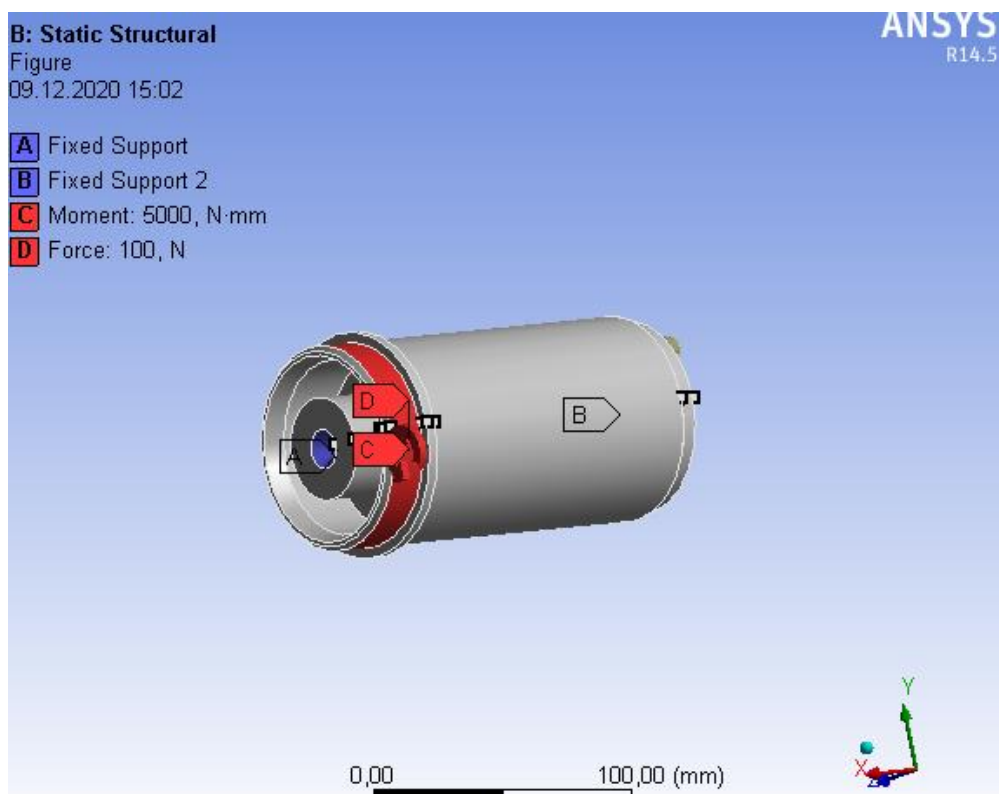 B: Static Structural
Figure
09.12.2020 15:02
A Fixed Support
B Fixed Support 2
C Moment: 5000, N·mm
D Force: 100, N
ANSYS
R14.5
D
B
A
C
Y
X
0,00 100,00 (mm)